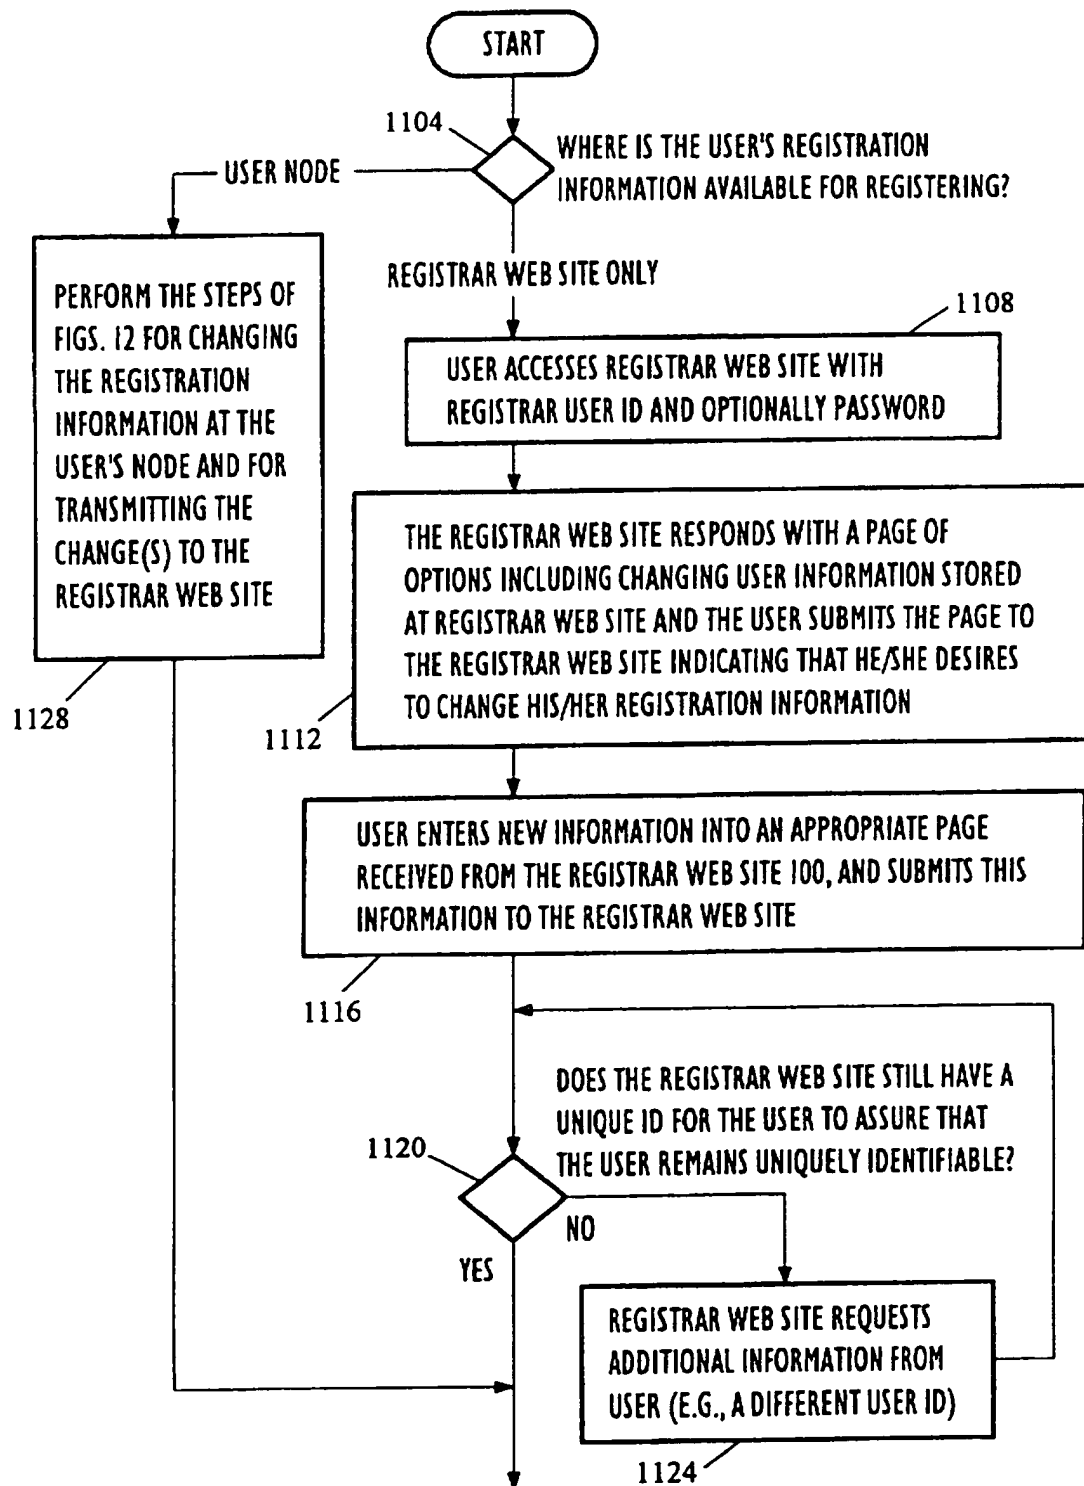 START
1104
WHERE IS THE USER'S REGISTRATION
INFORMATION AVAILABLE FOR REGISTERING?
USER NODE
REGISTRAR WEB SITE ONLY
PERFORM THE STEPS OF
FIGS. 12 FOR CHANGING
THE REGISTRATION
INFORMATION AT THE
USER'S NODE AND FOR
TRANSMITTING THE
CHANGE(S) TO THE
REGISTRAR WEB SITE
1128
1108
USER ACCESSES REGISTRAR WEB SITE WITH
REGISTRAR USER ID AND OPTIONALLY PASSWORD
THE REGISTRAR WEB SITE RESPONDS WITH A PAGE OF
OPTIONS INCLUDING CHANGING USER INFORMATION STORED
AT REGISTRAR WEB SITE AND THE USER SUBMITS THE PAGE TO
THE REGISTRAR WEB SITE INDICATING THAT HE/SHE DESIRES
TO CHANGE HIS/HER REGISTRATION INFORMATION
1112
USER ENTERS NEW INFORMATION INTO AN APPROPRIATE PAGE
RECEIVED FROM THE REGISTRAR WEB SITE 100, AND SUBMITS THIS
INFORMATION TO THE REGISTRAR WEB SITE
1116
DOES THE REGISTRAR WEB SITE STILL HAVE A
UNIQUE ID FOR THE USER TO ASSURE THAT
THE USER REMAINS UNIQUELY IDENTIFIABLE?
1120
NO
YES
REGISTRAR WEB SITE REQUESTS
ADDITIONAL INFORMATION FROM
USER (E.G., A DIFFERENT USER ID)
1124